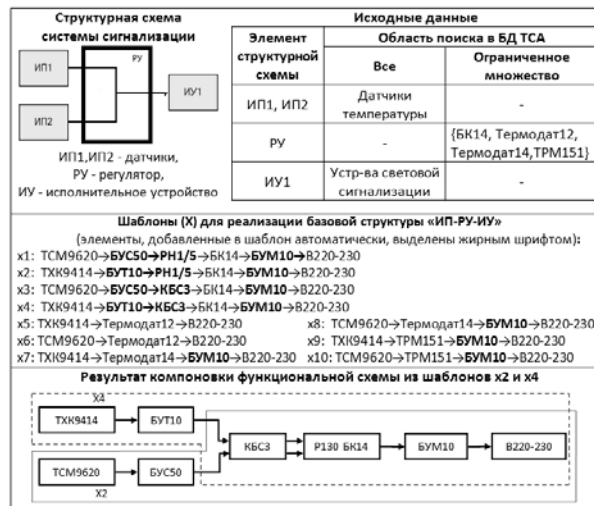 Структурная схема
системы сигнализации
ИП1
РУ
ИУ1
ИП2
ИП1,ИП2 - датчики,
РУ - регулятор,
ИУ - исполнительное устройство
Исходные данные
Элемент структурной схемы
Область поиска в БД ТСА
Все
Ограниченное множество
ИП1, ИП2
Датчики температуры
-
РУ
-
{БК14, Термодат12, Термодат14,ТРМ151}
ИУ1
Устр-ва световой сигнализации
-
Шаблоны (X) для реализации базовой структуры «ИП-РУ-ИУ»
(элементы, добавленные в шаблон автоматически, выделены жирным шрифтом):
x1: ТСМ9620→БУС50→РН1/5→БК14→БУМ10→В220-230
x2: ТХК9414→БУТ10→РН1/5→БК14→БУМ10→В220-230
x3: ТСМ9620→БУС50→КБС3→БК14→БУМ10→В220-230
x4: ТХК9414→БУТ10→КБС3→БК14→БУМ10→В220-230
x5: ТХК9414→Термодат12→В220-230
x8: ТСМ9620→Термодат14→БУМ10→В220-230
x6: ТСМ9620→Термодат12→В220-230
x9: ТХК9414→ТРМ151→БУМ10→В220-230
x7: ТХК9414→Термодат14→БУМ10→В220-230
x10: ТСМ9620→ТРМ151→БУМ10→В220-230
Результат компоновки функциональной схемы из шаблонов х2 и х4
X4
ТХК9414
БУТ10
КБС3
Р130 БК14
БУМ10
В220-230
ТСМ9620
БУС50
X2